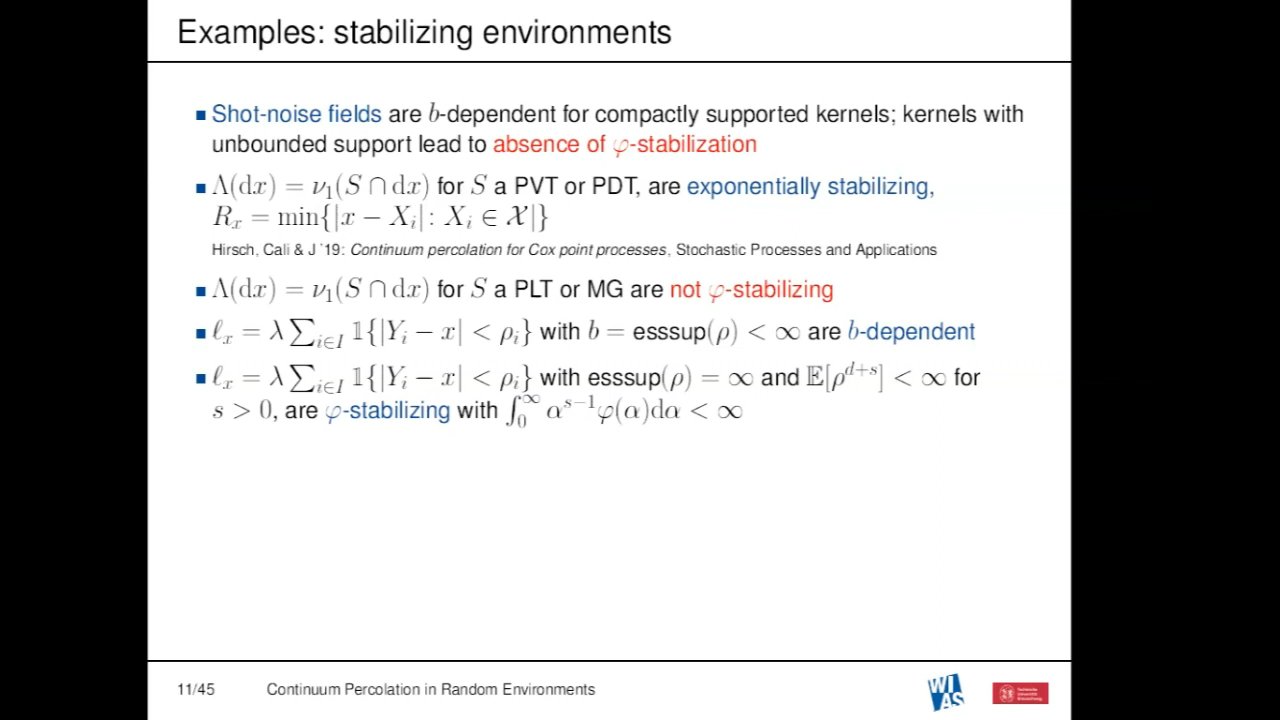 Examples: stabilizing environments
Shot-noise fields are b-dependent for compactly supported kernels; kernels with
unbounded support lead to absence of φ-stabilization
Λ(dx) = ν₁(S ∩ dx) for S a PVT or PDT, are exponentially stabilizing,
Rₓ = min{|x − Xᵢ| : Xᵢ ∈ 𝒳|}
Hirsch, Cali & J '19: Continuum percolation for Cox point processes, Stochastic Processes and Applications
Λ(dx) = ν₁(S ∩ dx) for S a PLT or MG are not φ-stabilizing
ℓₓ = λ ∑_{i∈I} 𝟙{|Yᵢ − x| < ρᵢ} with b = esssup(ρ) < ∞ are b-dependent
ℓₓ = λ ∑_{i∈I} 𝟙{|Yᵢ − x| < ρᵢ} with esssup(ρ) = ∞ and 𝔼[ρ^{d+s}] < ∞ for
s > 0, are φ-stabilizing with ∫₀^∞ α^{s−1}φ(α)dα < ∞
11/45 Continuum Percolation in Random Environments
WIAS